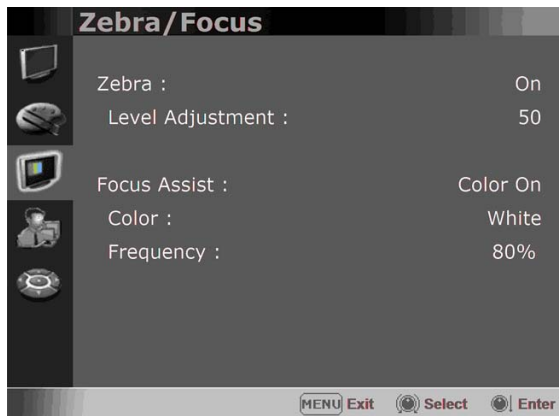 Zebra/Focus
Zebra : On
Level Adjustment : 50
Focus Assist : Color On
Color : White
Frequency : 80%
MENU Exit Select Enter